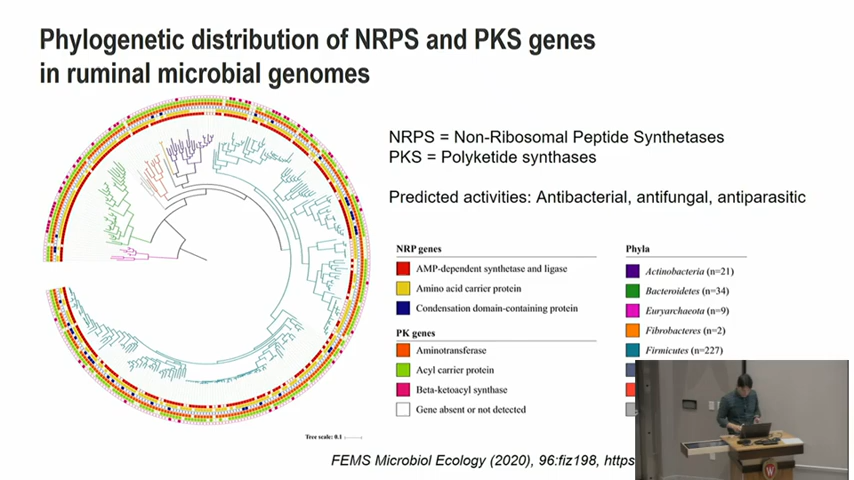 Phylogenetic distribution of NRPS and PKS genes
in ruminal microbial genomes
NRPS = Non-Ribosomal Peptide Synthetases
PKS = Polyketide synthases
Predicted activities: Antibacterial, antifungal, antiparasitic
NRP genes
AMP-dependent synthetase and ligase
Amino acid carrier protein
Condensation domain-containing protein
PK genes
Aminotransferase
Acyl carrier protein
Beta-ketoacyl synthase
Gene absent or not detected
Phyla
Actinobacteria (n=21)
Bacteroidetes (n=34)
Euryarchaeota (n=9)
Fibrobacteres (n=2)
Firmicutes (n=227)
Tree scale: 0.1
FEMS Microbiol Ecology (2020), 96:fiz198, https
W